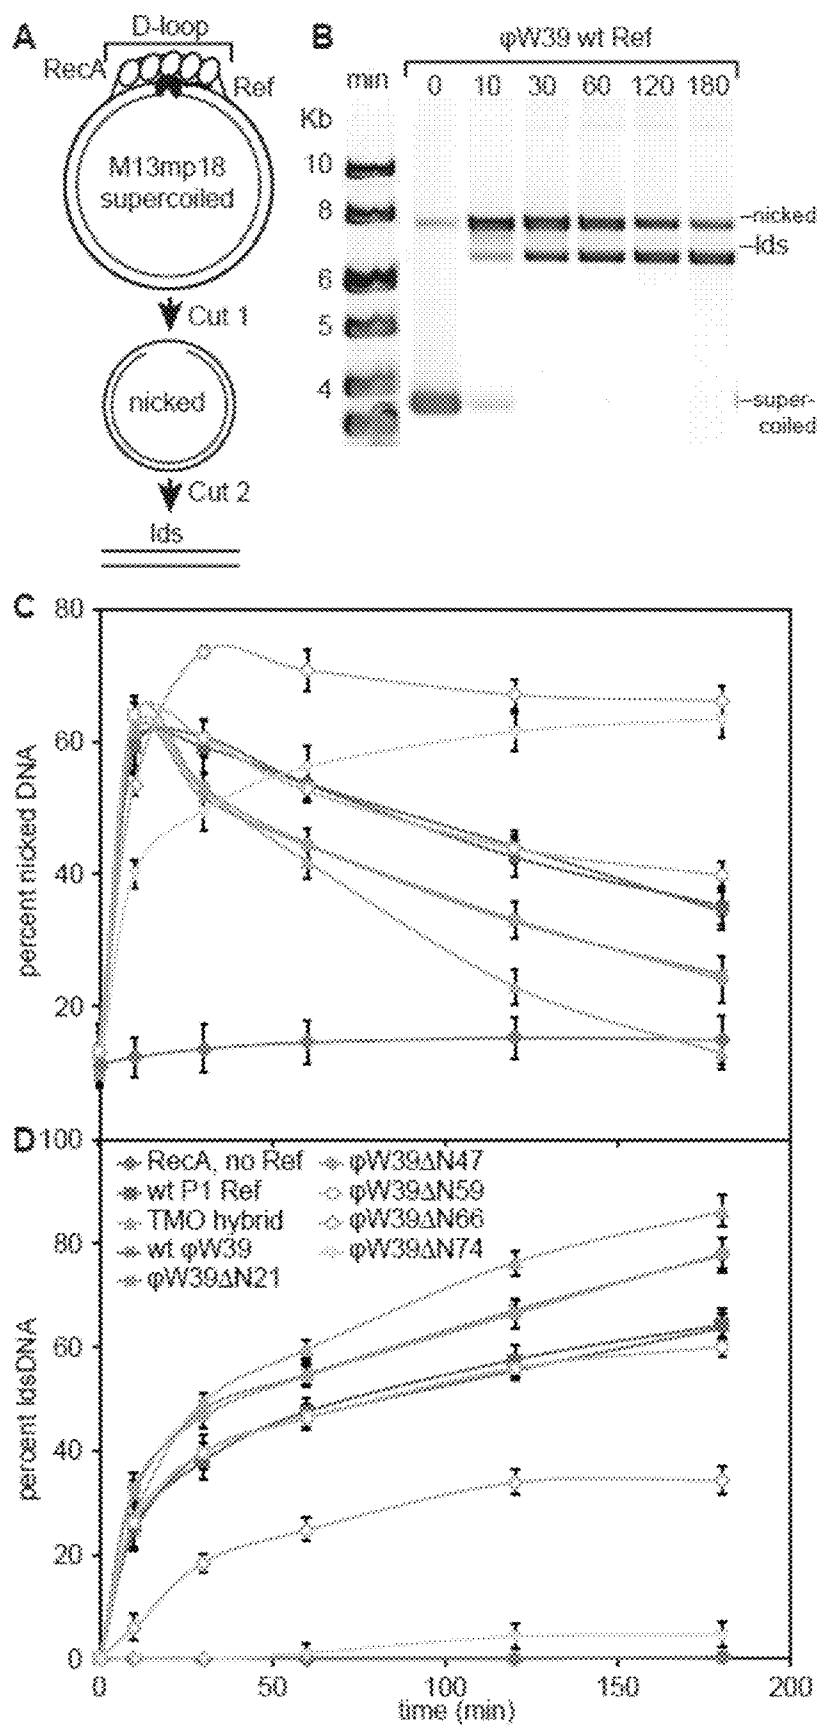 A
D-loop
RecA
Ref
M13mp18
supercoiled
Cut 1
nicked
Cut 2
lds
B
φW39 wt Ref
min 0 10 30 60 120 180
Kb
10
8
6
5
4
nicked
lds
super-
coiled
C
80
60
40
20
percent nicked DNA
D
100
80
60
40
20
0
percent ldsDNA
RecA, no Ref
wt P1 Ref
TMO hybrid
wt φW39
φW39ΔN21
φW39ΔN47
φW39ΔN59
φW39ΔN66
φW39ΔN74
0 50 100 150 200
time (min)